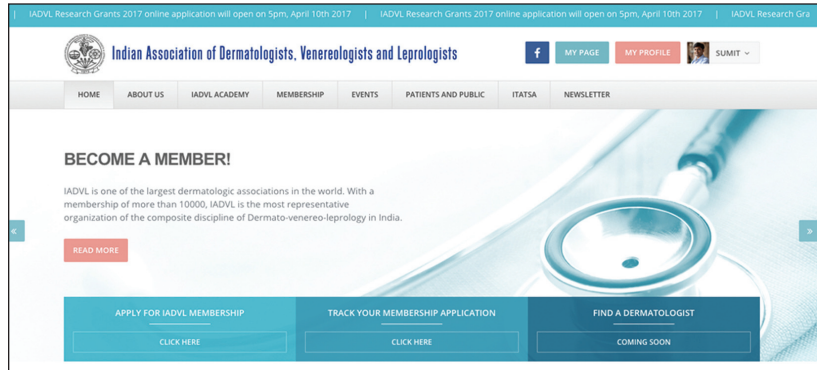 | IADVL Research Grants 2017 online application will open on 5pm, April 10th 2017 | IADVL Research Grants 2017 online application will open on 5pm, April 10th 2017 | IADVL Research Gra
Indian Association of Dermatologists, Venereologists and Leprologists f MY PAGE MY PROFILE SUMIT
HOME ABOUT US IADVL ACADEMY MEMBERSHIP EVENTS PATIENTS AND PUBLIC ITATSA NEWSLETTER
BECOME A MEMBER!
IADVL is one of the largest dermatologic associations in the world. With a
membership of more than 10000, IADVL is the most representative
organization of the composite discipline of Dermato-venereo-leprology in India.
« »
READ MORE
APPLY FOR IADVL MEMBERSHIP TRACK YOUR MEMBERSHIP APPLICATION FIND A DERMATOLOGIST
CLICK HERE CLICK HERE COMING SOON